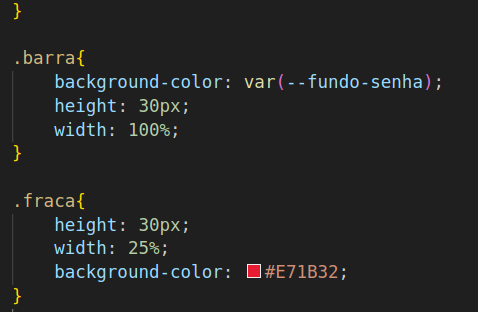 }
.barra{
background-color: var(--fundo-senha);
height: 30px;
width: 100%;
}
.fraca{
height: 30px;
width: 25%;
background-color: #E71B32;
}